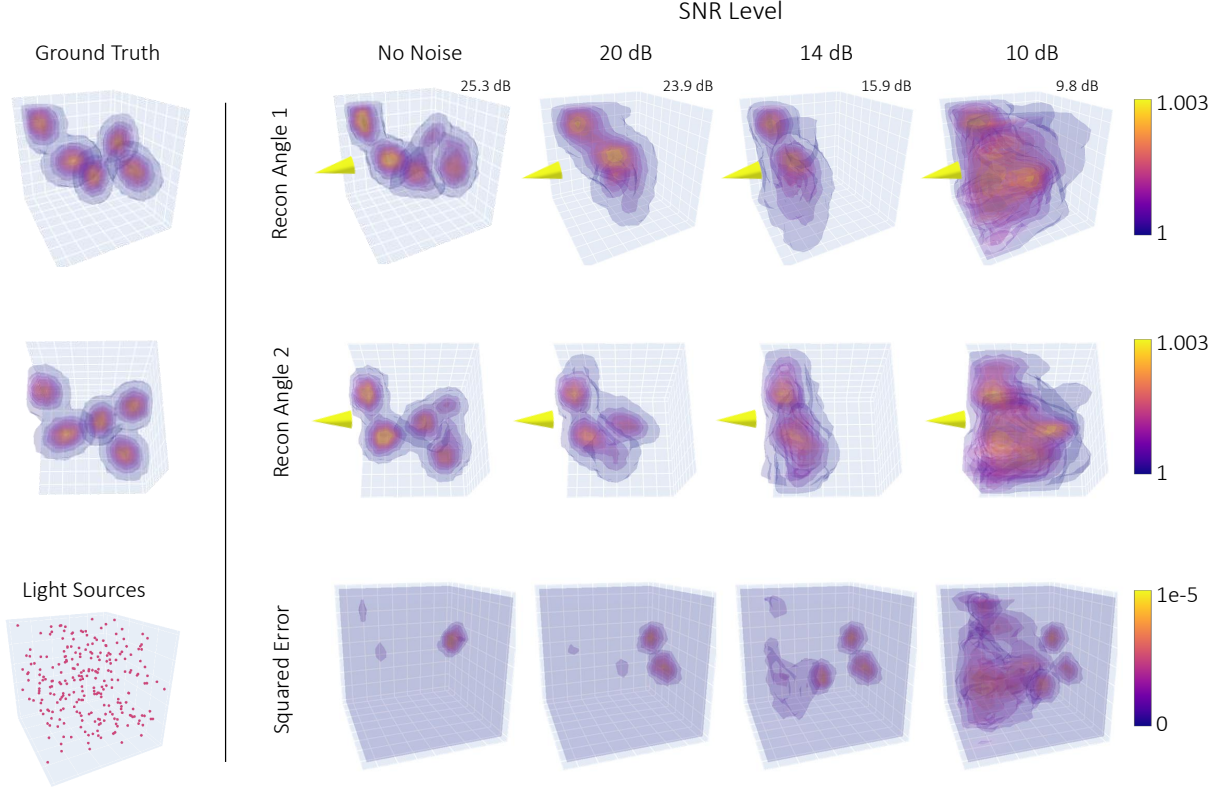 SNR Level
Ground Truth
No Noise
20 dB
14 dB
10 dB
25.3 dB
23.9 dB
15.9 dB
9.8 dB
Recon Angle 1
1.003
1
Recon Angle 2
1.003
1
Light Sources
Squared Error
1e-5
0